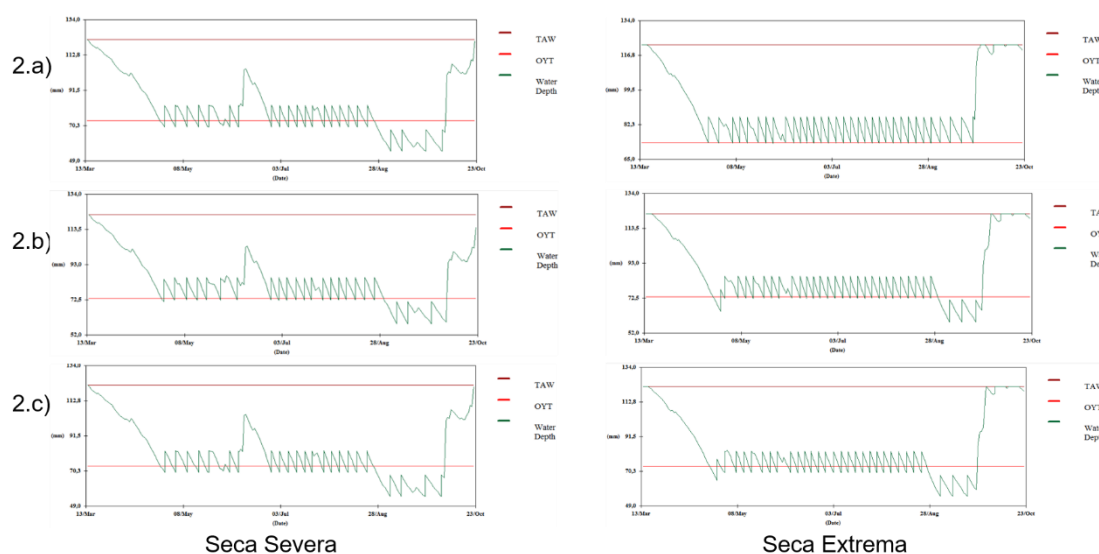 2.a)
134,0
112,8
91,5
(mm)
70,3
49,0
13/Mar 08/May 03/Jul 28/Aug 23/Oct
(Date)
TAW
OYT
Water
Depth
134,0
116,8
99,5
(mm)
82,3
65,0
13/Mar 08/May 03/Jul 28/Aug 23/Oct
(Date)
TAW
OYT
Water
Depth
2.b)
134,0
113,5
93,0
(mm)
72,5
52,0
13/Mar 08/May 03/Jul 28/Aug 23/Oct
(Date)
TAW
OYT
Water
Depth
134,0
113,5
93,0
(mm)
72,5
52,0
13/Mar 08/May 03/Jul 28/Aug 23/Oct
(Date)
Depth
2.c)
134,0
112,8
91,5
(mm)
70,3
49,0
13/Mar 08/May 03/Jul 28/Aug 23/Oct
(Date)
TAW
OYT
Water
Depth
134,0
112,8
91,5
(mm)
70,3
49,0
13/Mar 08/May 03/Jul 28/Aug 23/Oct
(Date)
Depth
Seca Severa
Seca Extrema